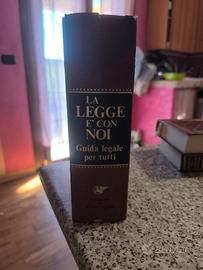 LA
LEGGE
E' CON
NOI
Guida legale
per tutti